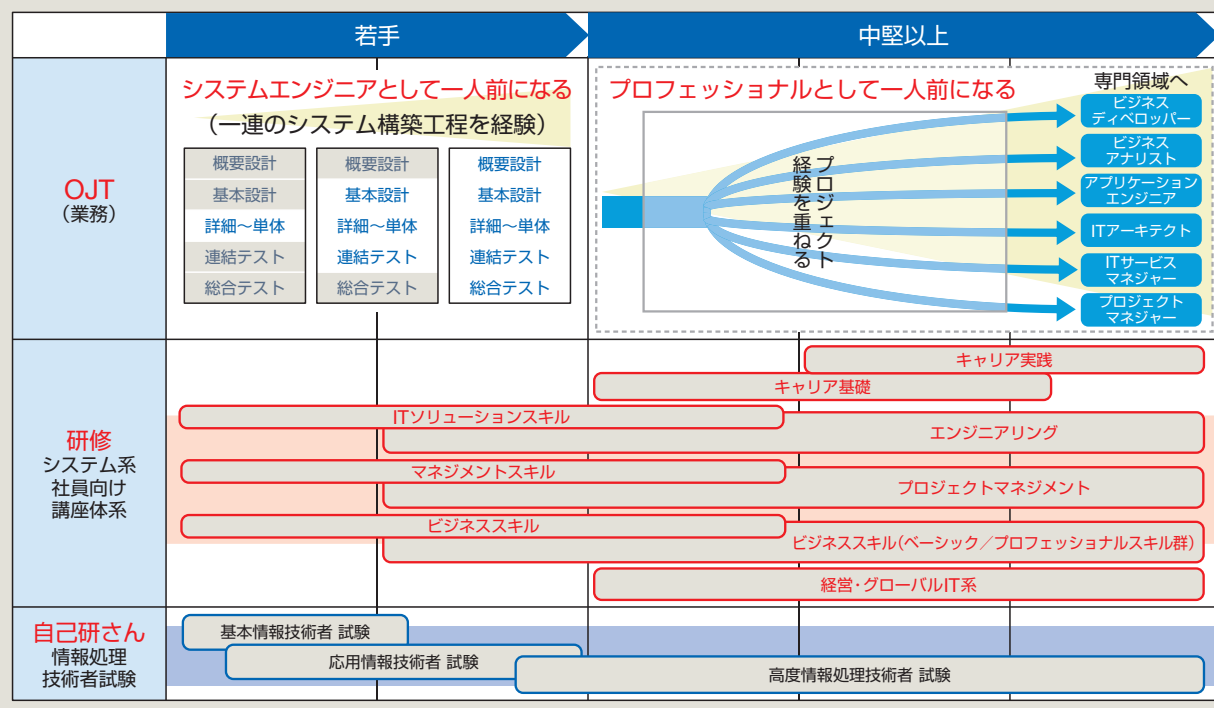 若手
中堅以上
OJT
(業務)
システムエンジニアとして一人前になる
(一連のシステム構築工程を経験)
概要設計
基本設計
詳細～単体
連結テスト
総合テスト
概要設計
基本設計
詳細～単体
連結テスト
総合テスト
概要設計
基本設計
詳細～単体
連結テスト
総合テスト
プロフェッショナルとして一人前になる
プロジェクト
経験を重ねる
専門領域へ
ビジネス
ディベロッパー
ビジネス
アナリスト
アプリケーション
エンジニア
ITアーキテクト
ITサービス
マネジャー
プロジェクト
マネジャー
研修
システム系
社員向け
講座体系
キャリア実践
キャリア基礎
ITソリューションスキル
エンジニアリング
マネジメントスキル
プロジェクトマネジメント
ビジネススキル
ビジネススキル(ベーシック／プロフェッショナルスキル群)
経営・グローバルIT系
自己研さん
情報処理
技術者試験
基本情報技術者 試験
応用情報技術者 試験
高度情報処理技術者 試験